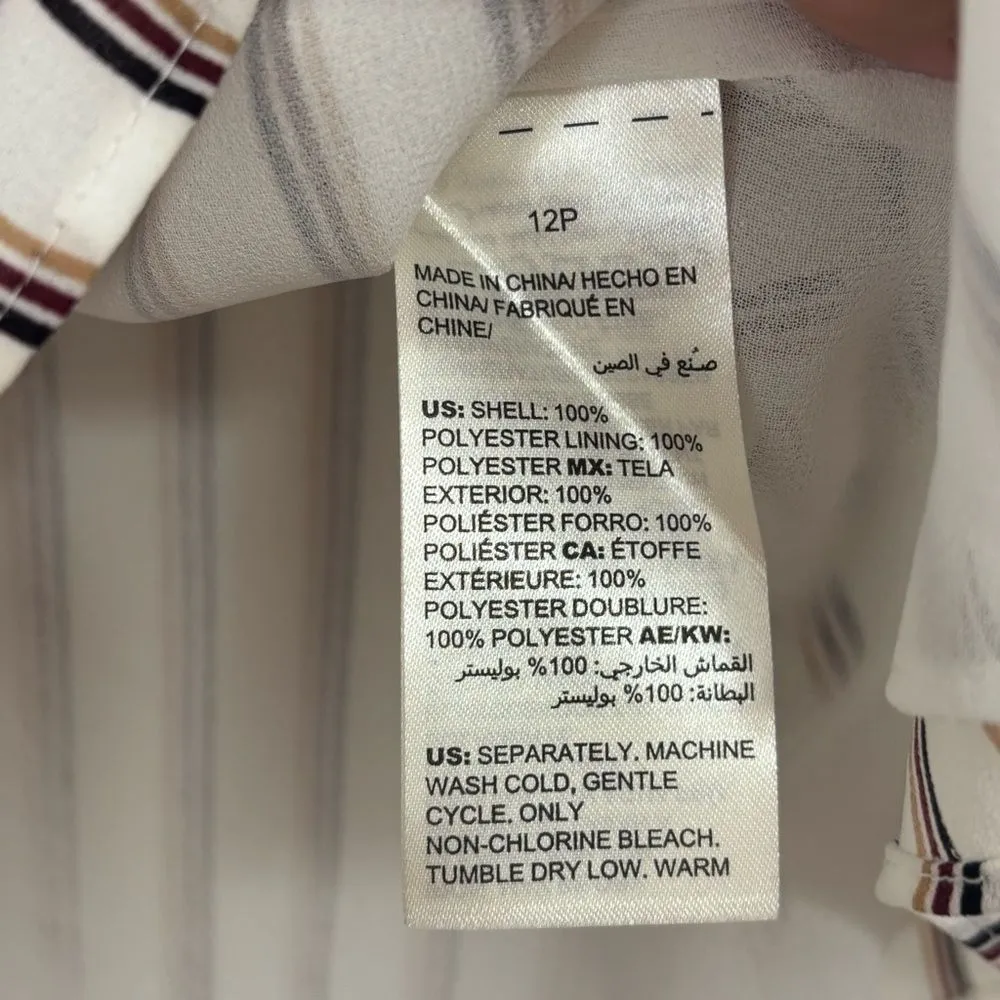 12P
MADE IN CHINA/ HECHO EN
CHINA/ FABRIQUÉ EN
CHINE/
صُنع في الصين
US: SHELL: 100%
POLYESTER LINING: 100%
POLYESTER MX: TELA
EXTERIOR: 100%
POLIÉSTER FORRO: 100%
POLIÉSTER CA: ÉTOFFE
EXTÉRIEURE: 100%
POLYESTER DOUBLURE:
100% POLYESTER AE/KW:
القماش الخارجي: 100% بوليستر
البطانة: 100% بوليستر
US: SEPARATELY. MACHINE
WASH COLD, GENTLE
CYCLE. ONLY
NON-CHLORINE BLEACH.
TUMBLE DRY LOW. WARM